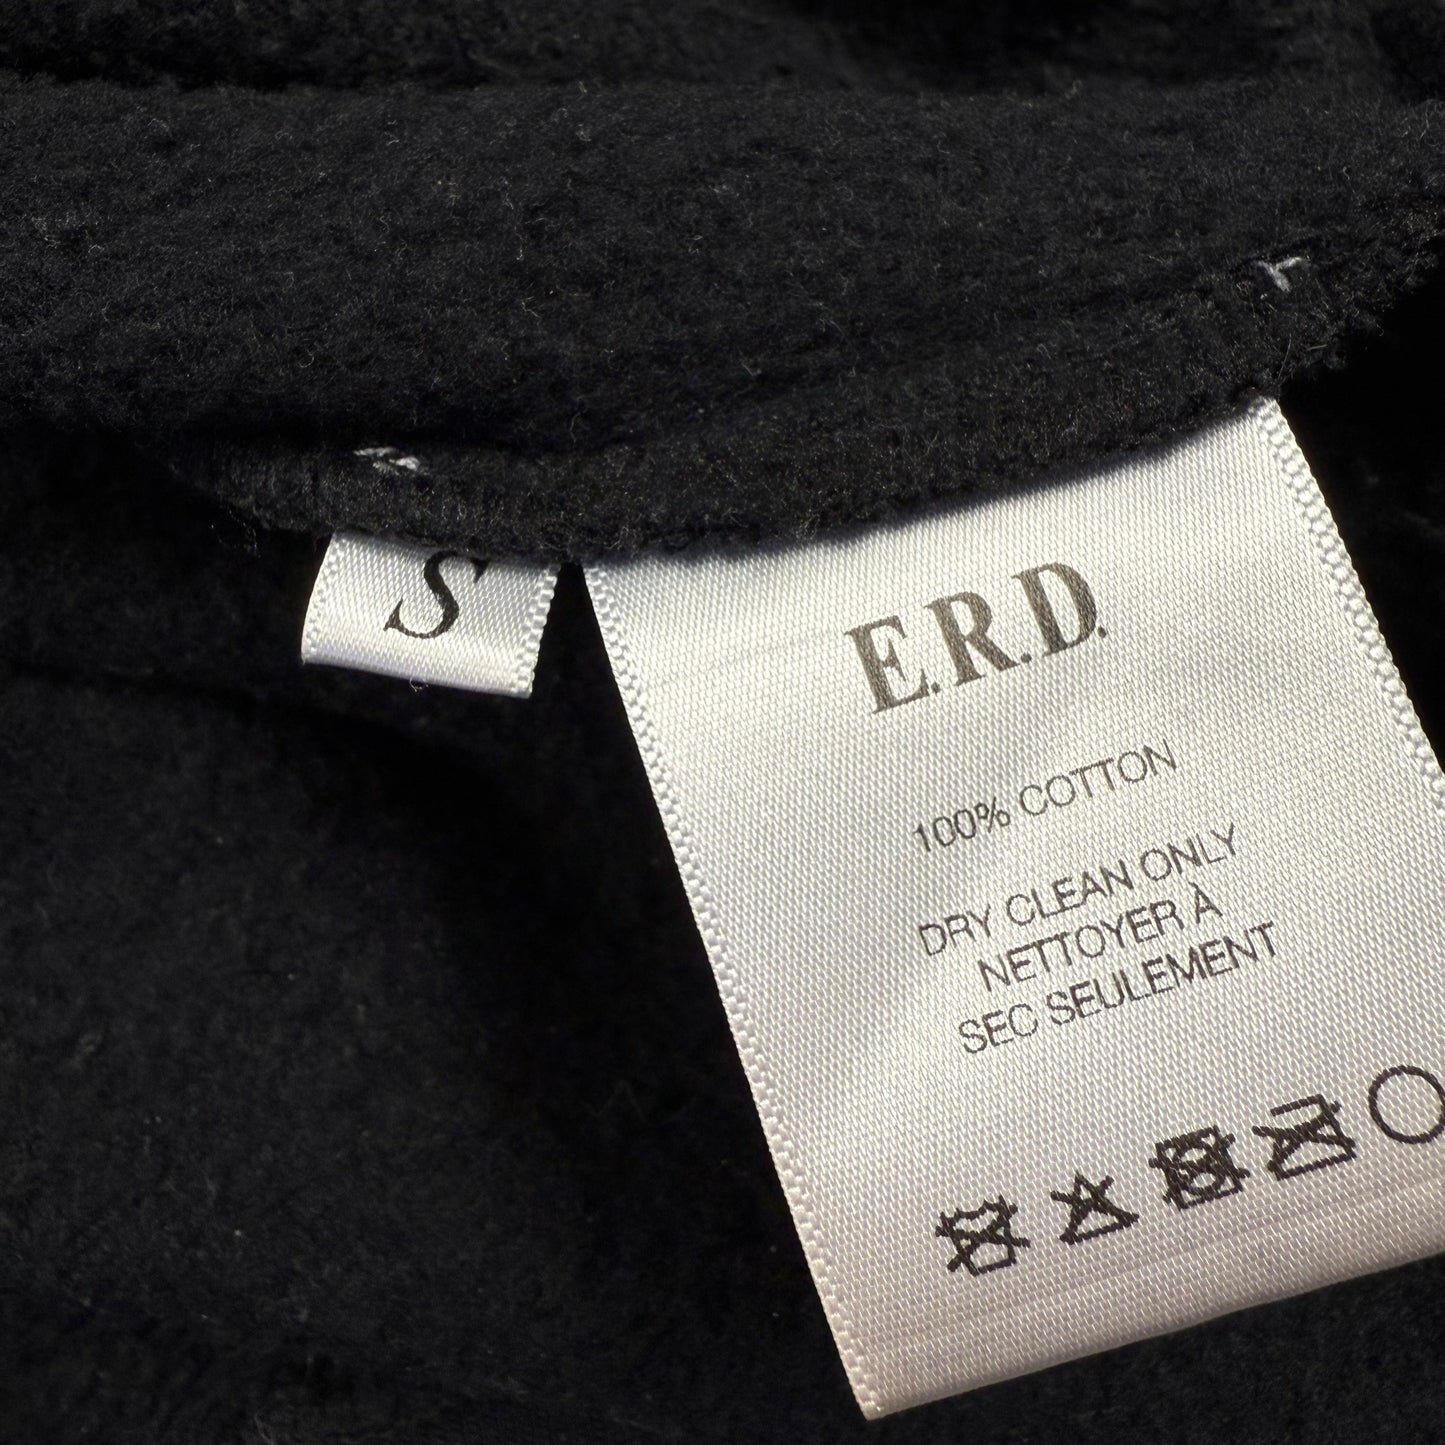 S
E.R.D.
100% COTTON
DRY CLEAN ONLY
NETTOYER À
SEC SEULEMENT